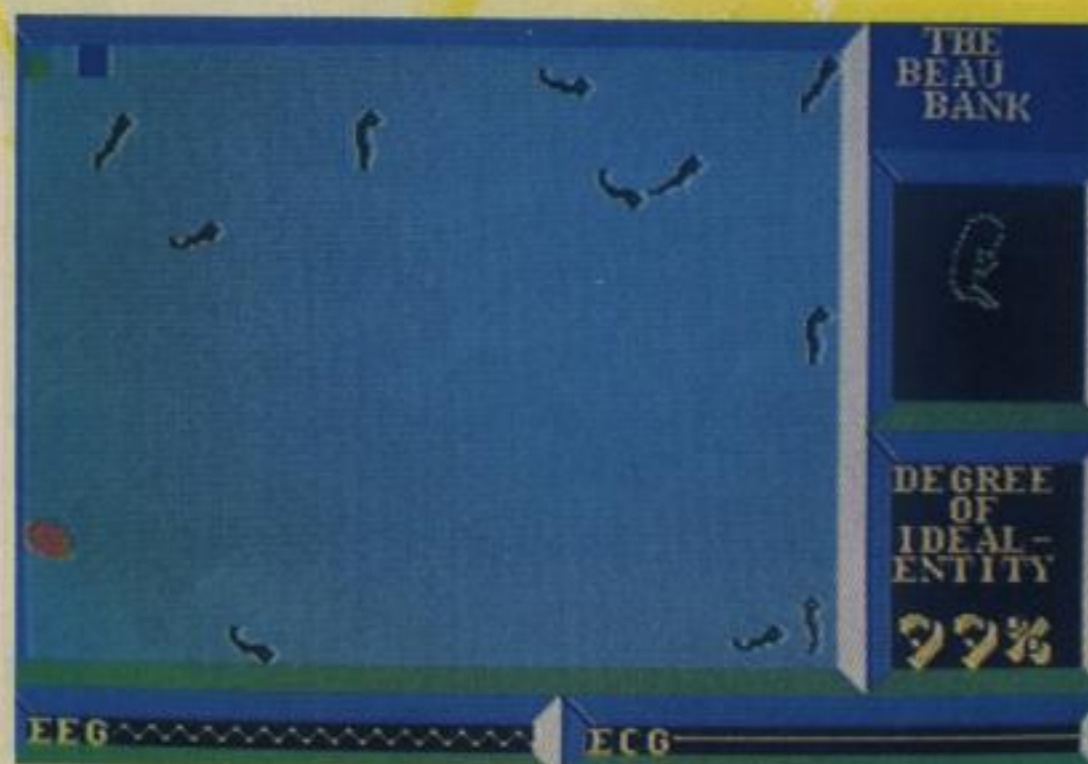 THE
BEAU
BANK
DEGREE
OF
IDEAL-
ENTITY
99%
EEG
ECG